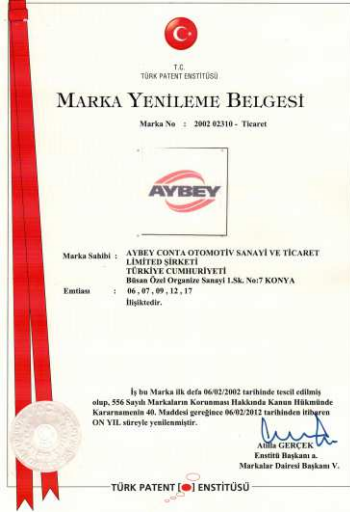 T.C.
TÜRK PATENT ENSTİTÜSÜ
MARKA YENİLEME BELGESİ
Marka No : 2002 02310 - Ticaret
AYBEY
Marka Sahibi : AYBEY CONTA OTOMOTİV SANAYİ VE TİCARET
LİMİTED ŞİRKETİ
TÜRKİYE CUMHURİYETİ
Büsan Özel Organize Sanayi 1.Sk. No:7 KONYA
Emtiası : 06 , 07 , 09 , 12 , 17
İlişiktedir.
İş bu Marka ilk defa 06/02/2002 tarihinde tescil edilmiş
olup, 556 Sayılı Markaların Korunması Hakkında Kanun Hükmünde
Kararnamenin 40. Maddesi gereğince 06/02/2012 tarihinden itibaren
ON YIL süreyle yenilenmiştir.
Atilla GERÇEK
Enstitü Başkanı a.
Markalar Dairesi Başkanı V.
TÜRK PATENT ENSTİTÜSÜ